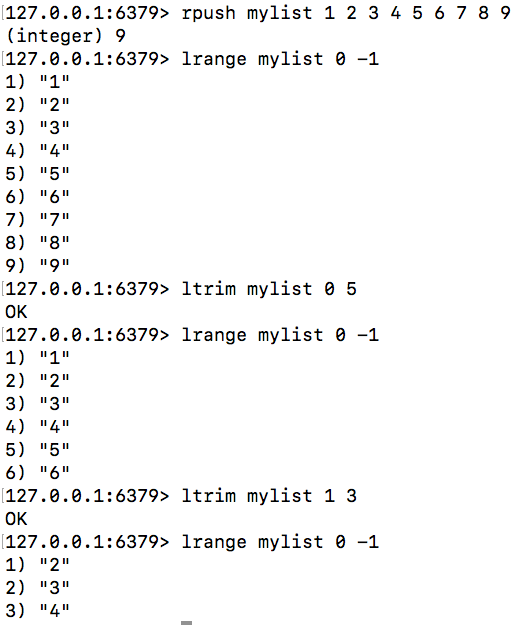 127.0.0.1:6379> rpush mylist 1 2 3 4 5 6 7 8 9
(integer) 9
127.0.0.1:6379> lrange mylist 0 -1
1) "1"
2) "2"
3) "3"
4) "4"
5) "5"
6) "6"
7) "7"
8) "8"
9) "9"
127.0.0.1:6379> ltrim mylist 0 5
OK
127.0.0.1:6379> lrange mylist 0 -1
1) "1"
2) "2"
3) "3"
4) "4"
5) "5"
6) "6"
127.0.0.1:6379> ltrim mylist 1 3
OK
127.0.0.1:6379> lrange mylist 0 -1
1) "2"
2) "3"
3) "4"